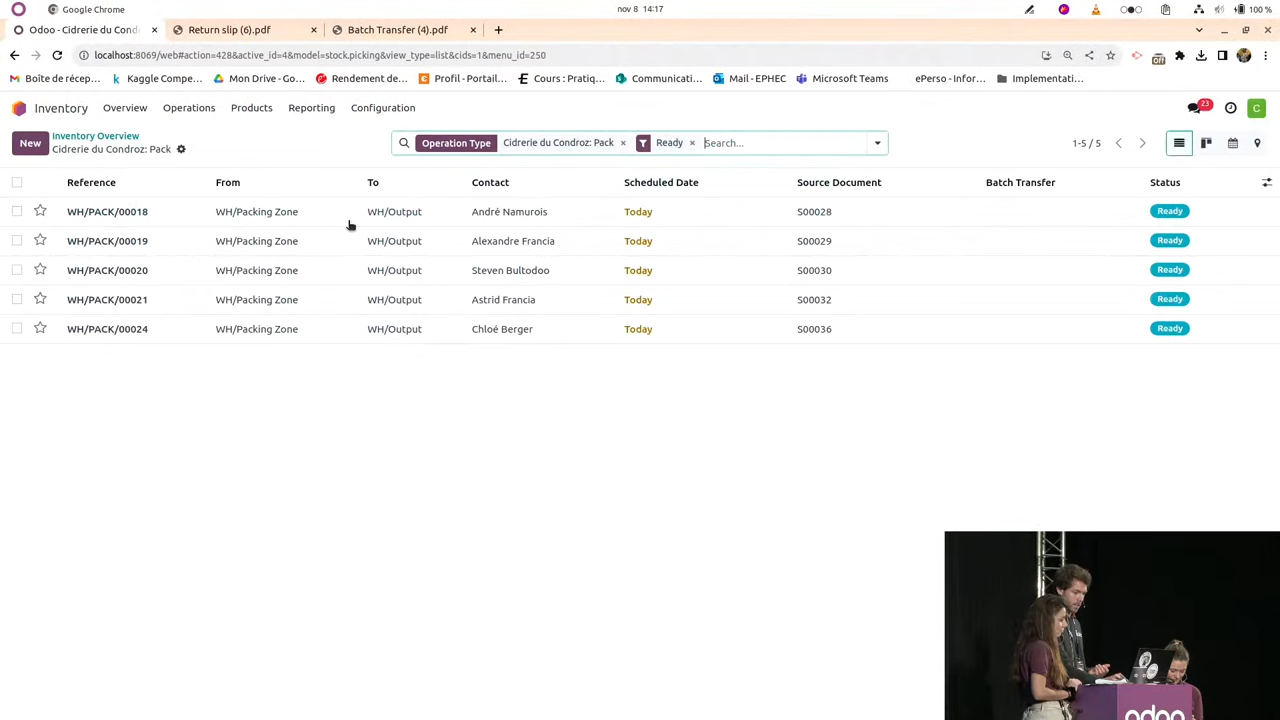 Google Chrome
nov 8 14:17
100 %
Odoo - Cidrerie du Cond
Return slip (6).pdf
Batch Transfer (4).pdf
localhost:8069/web#action=428&active_id=4&model=stock.picking&view_type=list&cids=1&menu_id=250
Boîte de récep…
Kaggle Compe…
Mon Drive - Go…
Rendement de…
Profil - Portail…
Cours : Pratiq…
Communicati…
Mail - EPHEC
Microsoft Teams
ePerso - Infor…
Implementati…
Inventory
Overview
Operations
Products
Reporting
Configuration
23
C
New
Inventory Overview
Cidrerie du Condroz: Pack
Operation Type
Cidrerie du Condroz: Pack
Ready
Search...
1-5 / 5
Reference From To Contact Scheduled Date Source Document Batch Transfer Status
WH/PACK/00018 WH/Packing Zone WH/Output André Namurois Today S00028 Ready
WH/PACK/00019 WH/Packing Zone WH/Output Alexandre Francia Today S00029 Ready
WH/PACK/00020 WH/Packing Zone WH/Output Steven Bultodoo Today S00030 Ready
WH/PACK/00021 WH/Packing Zone WH/Output Astrid Francia Today S00032 Ready
WH/PACK/00024 WH/Packing Zone WH/Output Chloé Berger Today S00036 Ready
odoo